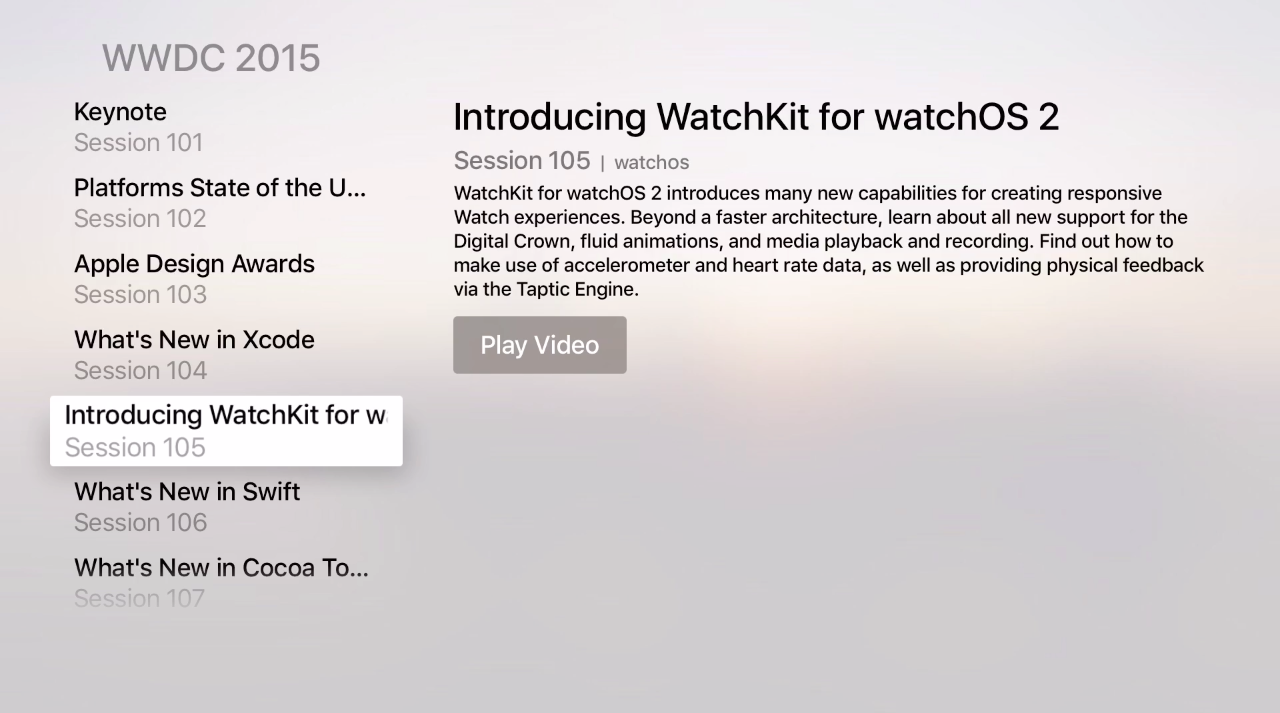 WWDC 2015
Keynote
Session 101
Platforms State of the U...
Session 102
Apple Design Awards
Session 103
What's New in Xcode
Session 104
Introducing WatchKit for w
Session 105
What's New in Swift
Session 106
What's New in Cocoa To...
Session 107
Introducing WatchKit for watchOS 2
Session 105 | watchos
WatchKit for watchOS 2 introduces many new capabilities for creating responsive
Watch experiences. Beyond a faster architecture, learn about all new support for the
Digital Crown, fluid animations, and media playback and recording. Find out how to
make use of accelerometer and heart rate data, as well as providing physical feedback
via the Taptic Engine.
Play Video